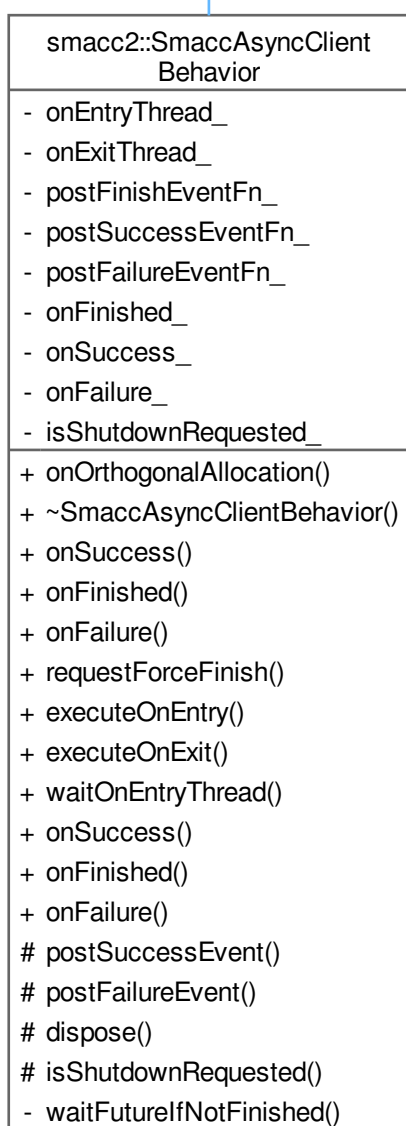 smacc2::SmaccAsyncClient
Behavior
- onEntryThread_
- onExitThread_
- postFinishEventFn_
- postSuccessEventFn_
- postFailureEventFn_
- onFinished_
- onSuccess_
- onFailure_
- isShutdownRequested_
+ onOrthogonalAllocation()
+ ~SmaccAsyncClientBehavior()
+ onSuccess()
+ onFinished()
+ onFailure()
+ requestForceFinish()
+ executeOnEntry()
+ executeOnExit()
+ waitOnEntryThread()
+ onSuccess()
+ onFinished()
+ onFailure()
# postSuccessEvent()
# postFailureEvent()
# dispose()
# isShutdownRequested()
- waitFutureIfNotFinished()